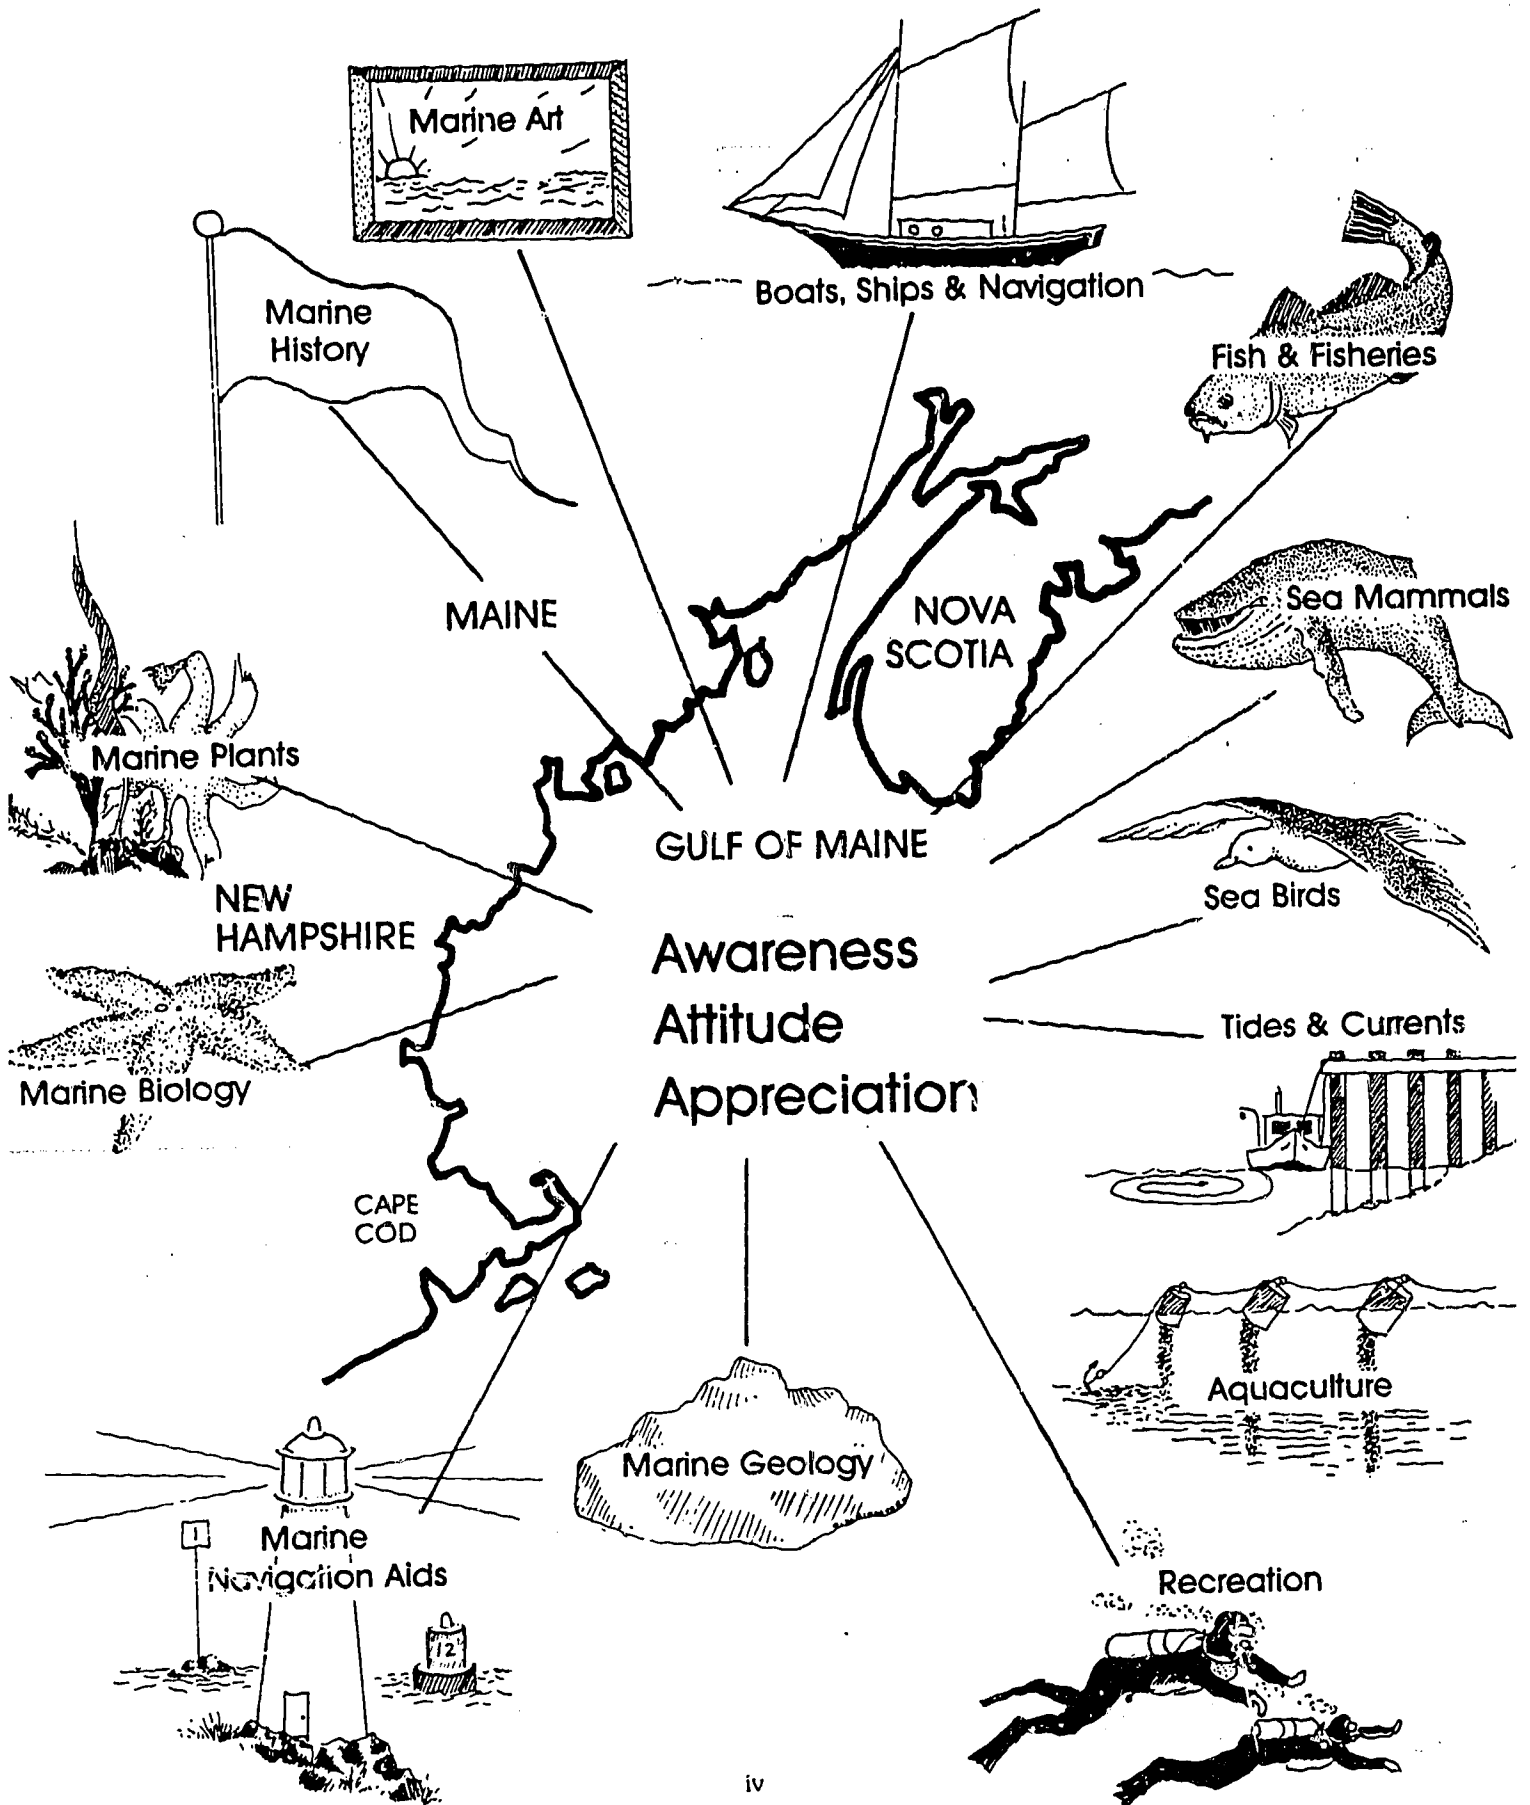 Marine Art
Boats, Ships & Navigation
Marine
History
Fish & Fisheries
MAINE
NOVA
SCOTIA
Sea Mammals
Marine Plants
GULF OF MAINE
NEW
HAMPSHIRE
Sea Birds
Awareness
Attitude
Appreciation
Tides & Currents
Marine Biology
CAPE
COD
Aquaculture
Marine Geology
1
Marine
Navigation Aids
12
Recreation
iv